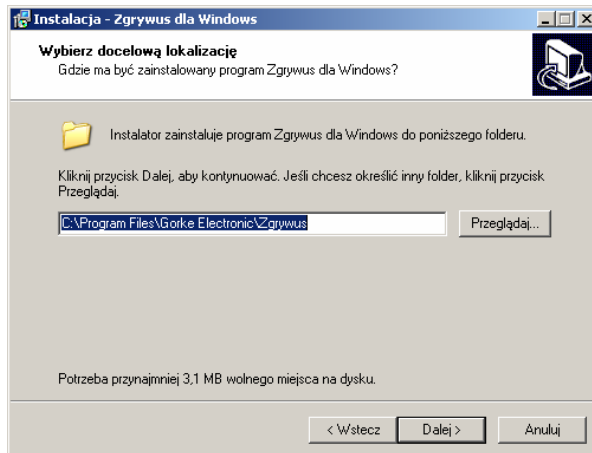 Instalacja - Zgrywus dla Windows
Wybierz docelową lokalizację
Gdzie ma być zainstalowany program Zgrywus dla Windows?
Instalator zainstaluje program Zgrywus dla Windows do poniższego folderu.
Kliknij przycisk Dalej, aby kontynuować. Jeśli chcesz określić inny folder, kliknij przycisk
Przeglądaj.
C:\Program Files\Gorke Electronic\Zgrywus
Przeglądaj...
Potrzeba przynajmniej 3,1 MB wolnego miejsca na dysku.
< Wstecz
Dalej >
Anuluj